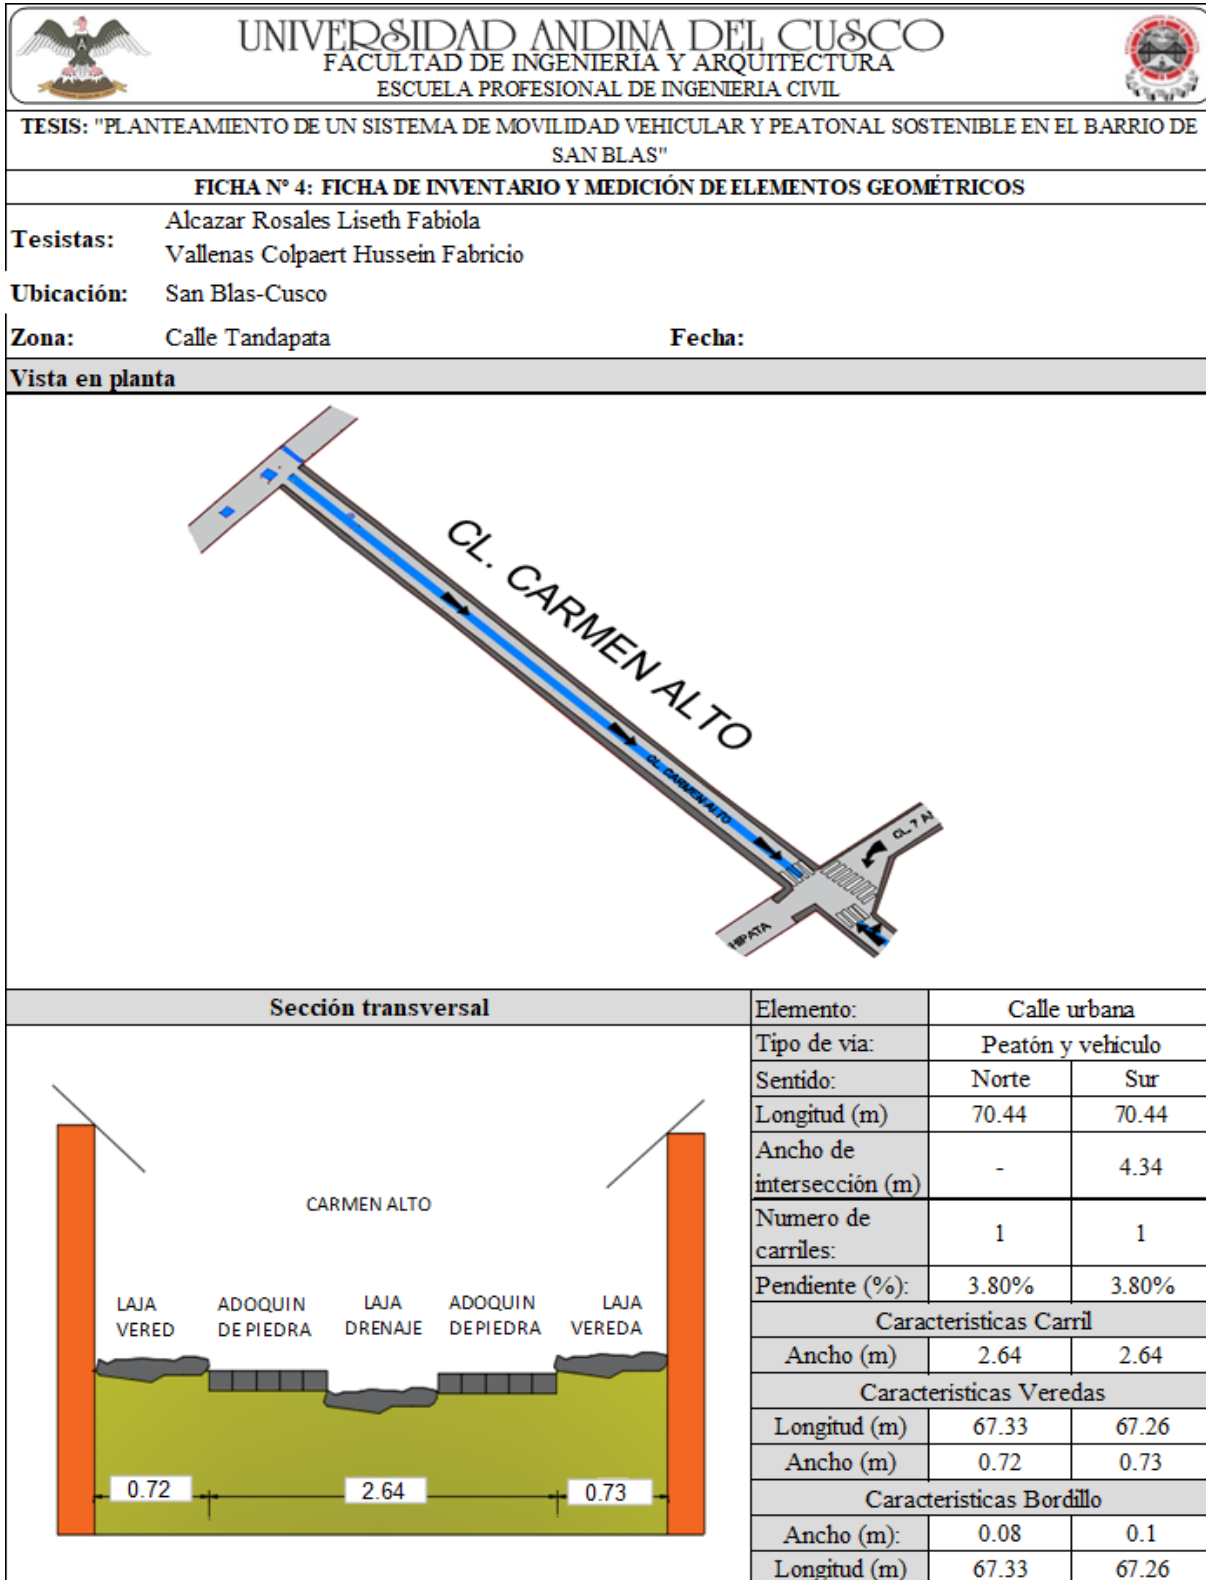 UNIVERSIDAD ANDINA DEL CUSCO
FACULTAD DE INGENIERÍA Y ARQUITECTURA
ESCUELA PROFESIONAL DE INGENIERIA CIVIL
TESIS: "PLANTEAMIENTO DE UN SISTEMA DE MOVILIDAD VEHICULAR Y PEATONAL SOSTENIBLE EN EL BARRIO DE
SAN BLAS"
FICHA Nº 4: FICHA DE INVENTARIO Y MEDICIÓN DE ELEMENTOS GEOMÉTRICOS
Tesistas:
Alcazar Rosales Liseth Fabiola
Vallenas Colpaert Hussein Fabricio
Ubicación: San Blas-Cusco
Zona: Calle Tandapata Fecha:
Vista en planta
CL. CARMEN ALTO
CL. CARMEN ALTO
CL. 7 A
HIPATA
Sección transversal
CARMEN ALTO
LAJA VERED
ADOQUIN DE PIEDRA
LAJA DRENAJE
ADOQUIN DE PIEDRA
LAJA VEREDA
0.72 2.64 0.73
Elemento: Calle urbana
Tipo de via: Peatón y vehiculo
Sentido: Norte Sur
Longitud (m) 70.44 70.44
Ancho de
intersección (m) - 4.34
Numero de
carriles: 1 1
Pendiente (%): 3.80% 3.80%
Caracteristicas Carril
Ancho (m) 2.64 2.64
Caracteristicas Veredas
Longitud (m) 67.33 67.26
Ancho (m) 0.72 0.73
Caracteristicas Bordillo
Ancho (m): 0.08 0.1
Longitud (m) 67.33 67.26